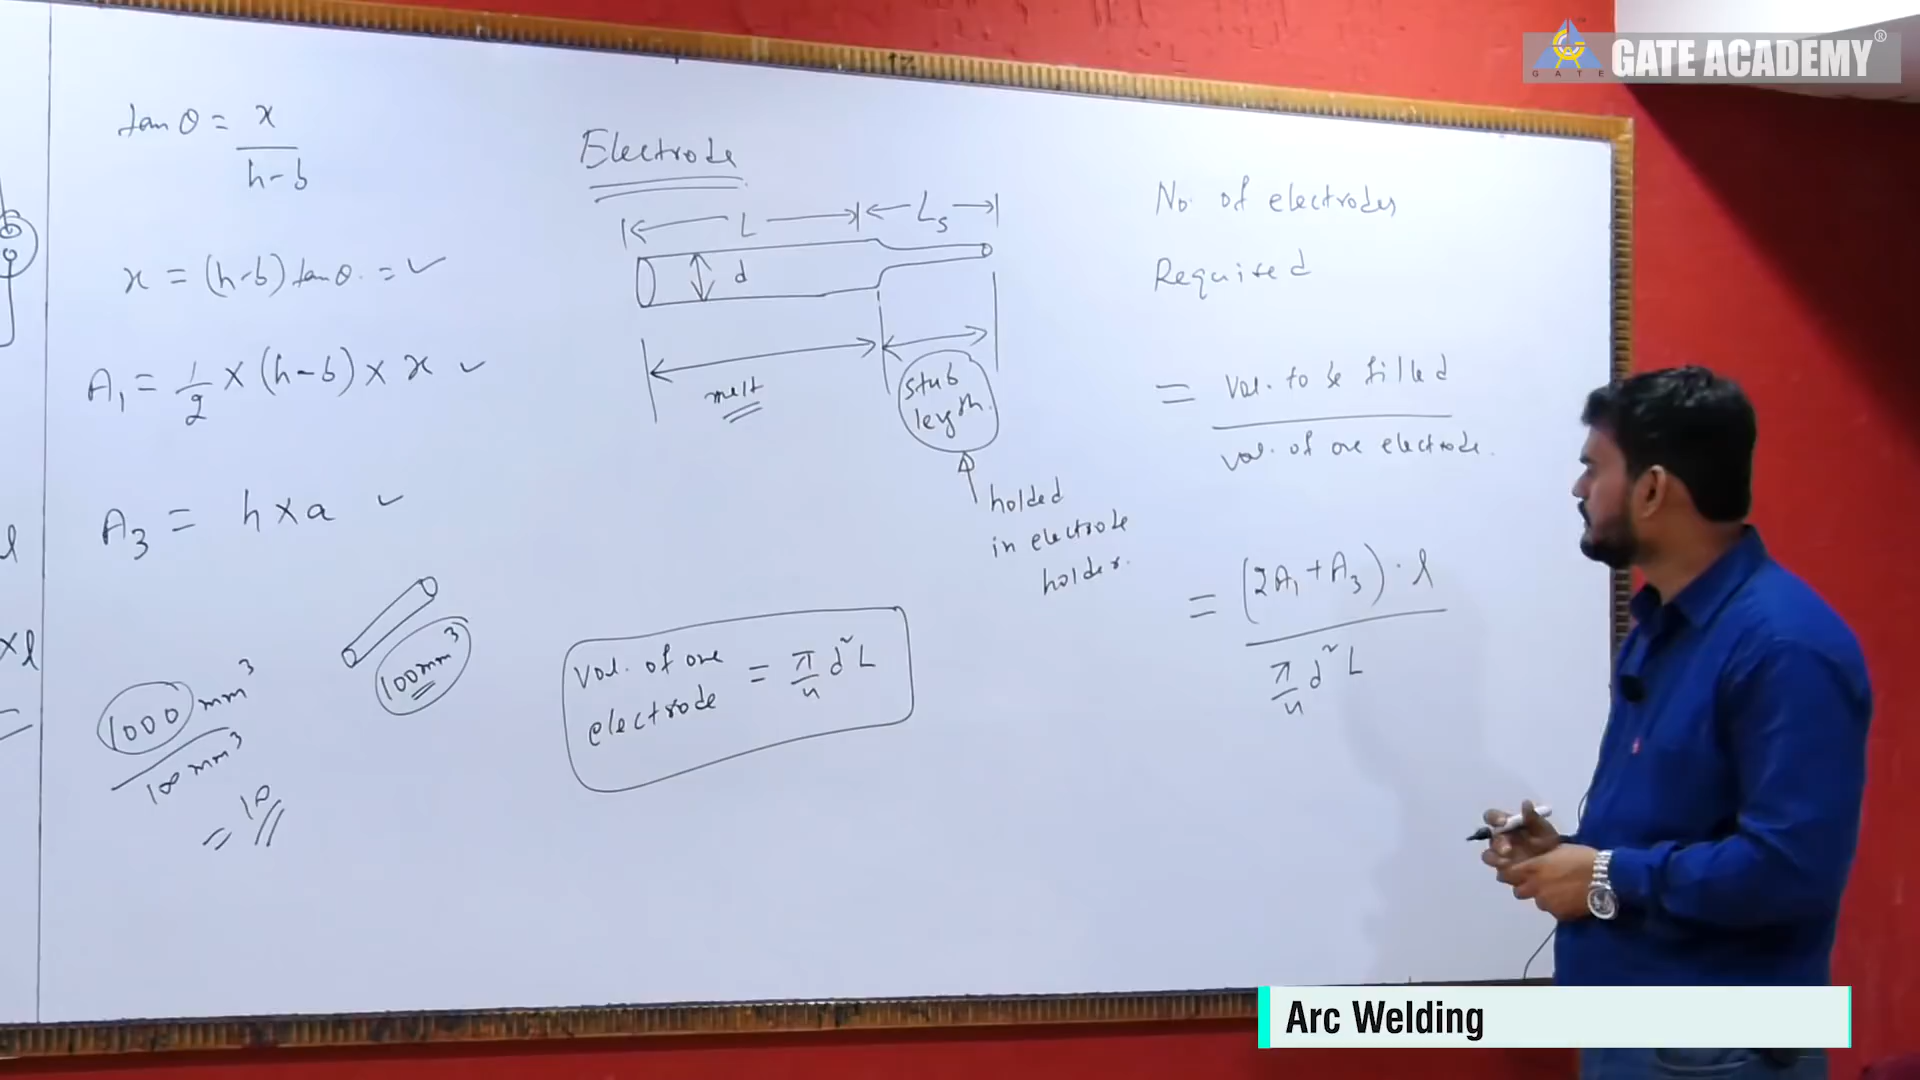 tan θ = x
h-b
x = (h-b) tan θ. = ✓
A₁ = 1/2 × (h-b) × x ✓
A₃ = h×a ✓
l
×l
1000 mm³
100 mm³
= 10
100mm³
Electrode
L
Ls
d
melt
stub
length.
holded
in electrode
holder.
Vol. of one
electrode = π/4 d² L
No. of electrodes
Required
= Vol. to be filled
vol. of one electrode.
= (2A₁ + A₃) · l
π/4 d² L
GATE
GATE ACADEMY®
Arc Welding